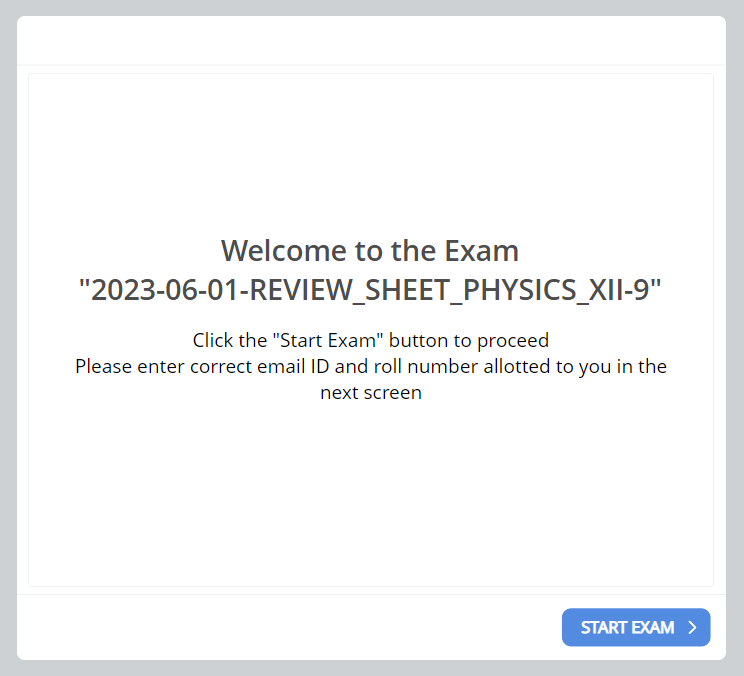 Welcome to the Exam
"2023-06-01-REVIEW_SHEET_PHYSICS_XII-9"
Click the "Start Exam" button to proceed
Please enter correct email ID and roll number allotted to you in the
next screen
START EXAM